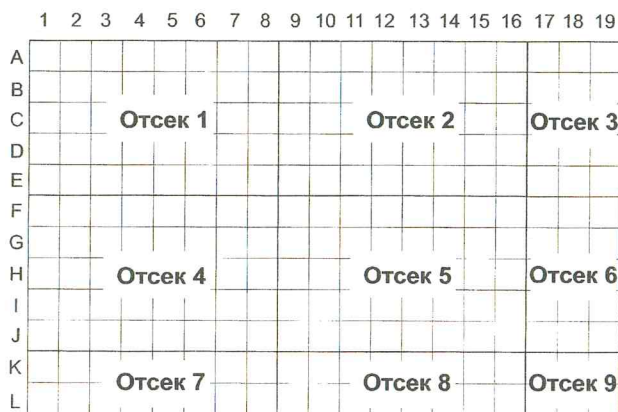 1 2 3 4 5 6 7 8 9 10 11 12 13 14 15 16 17 18 19
A
B
C Отсек 1 Отсек 2 Отсек 3
D
E
F
G
H Отсек 4 Отсек 5 Отсек 6
I
J
K Отсек 7 Отсек 8 Отсек 9
L